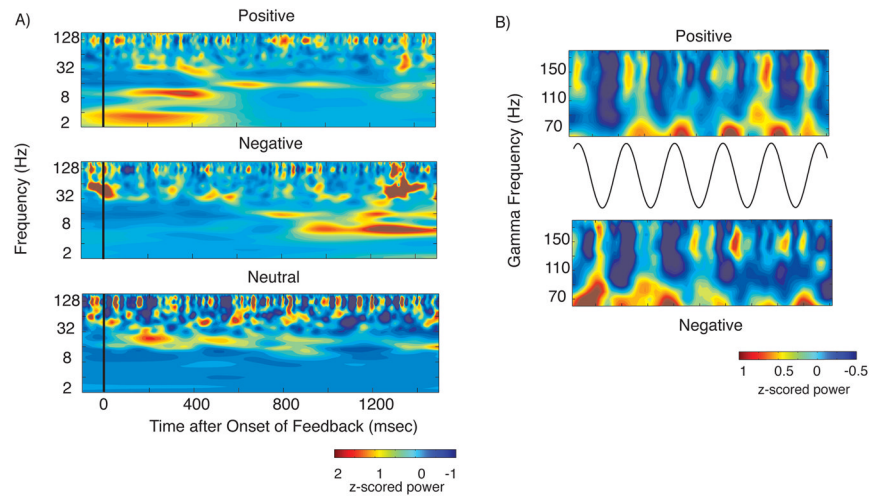 A)
Positive
128
32
8
2
Negative
128
32
8
2
Neutral
128
32
8
2
Frequency (Hz)
0 400 800 1200
Time after Onset of Feedback (msec)
2 1 0 -1
z-scored power
B)
Positive
150
110
70
150
110
70
Gamma Frequency (Hz)
Negative
1 0.5 0 -0.5
z-scored power